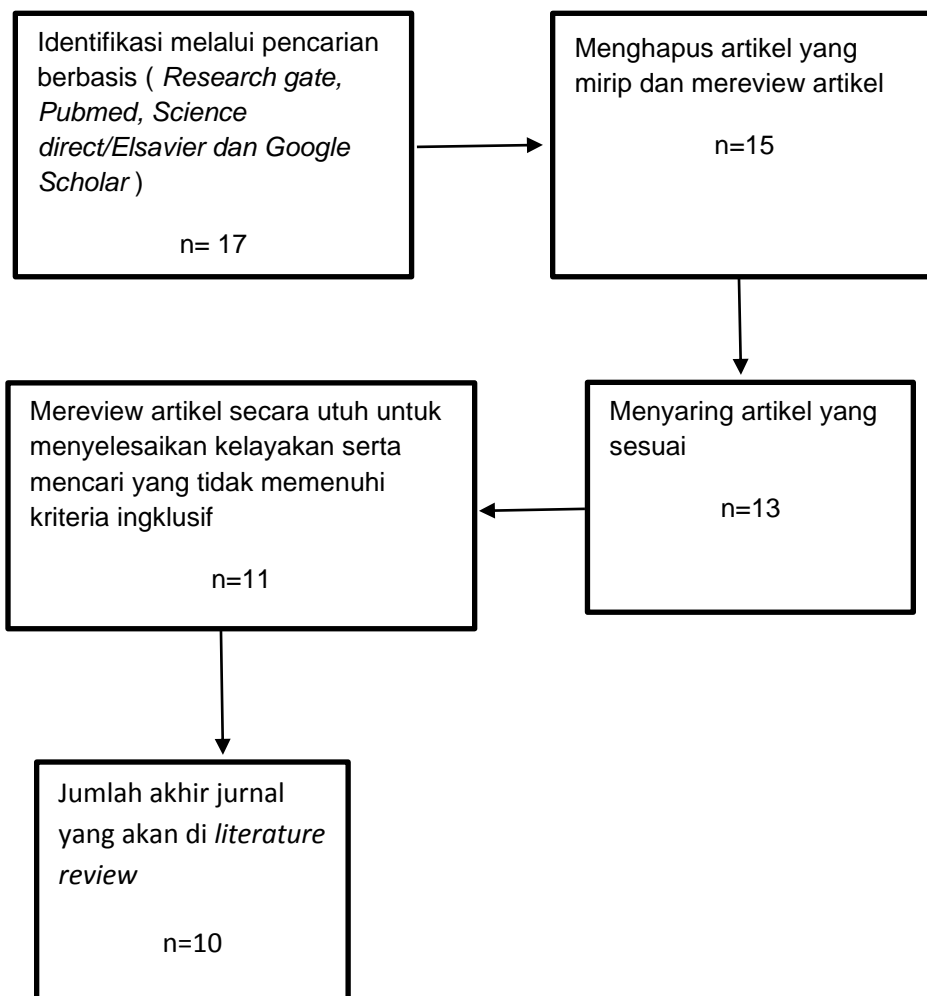 Identifikasi melalui pencarian
berbasis ( Research gate,
Pubmed, Science
direct/Elsavier dan Google
Scholar )
n= 17
Menghapus artikel yang
mirip dan mereview artikel
n=15
Menyaring artikel yang
sesuai
n=13
Mereview artikel secara utuh untuk
menyelesaikan kelayakan serta
mencari yang tidak memenuhi
kriteria ingklusif
n=11
Jumlah akhir jurnal
yang akan di literature
review
n=10